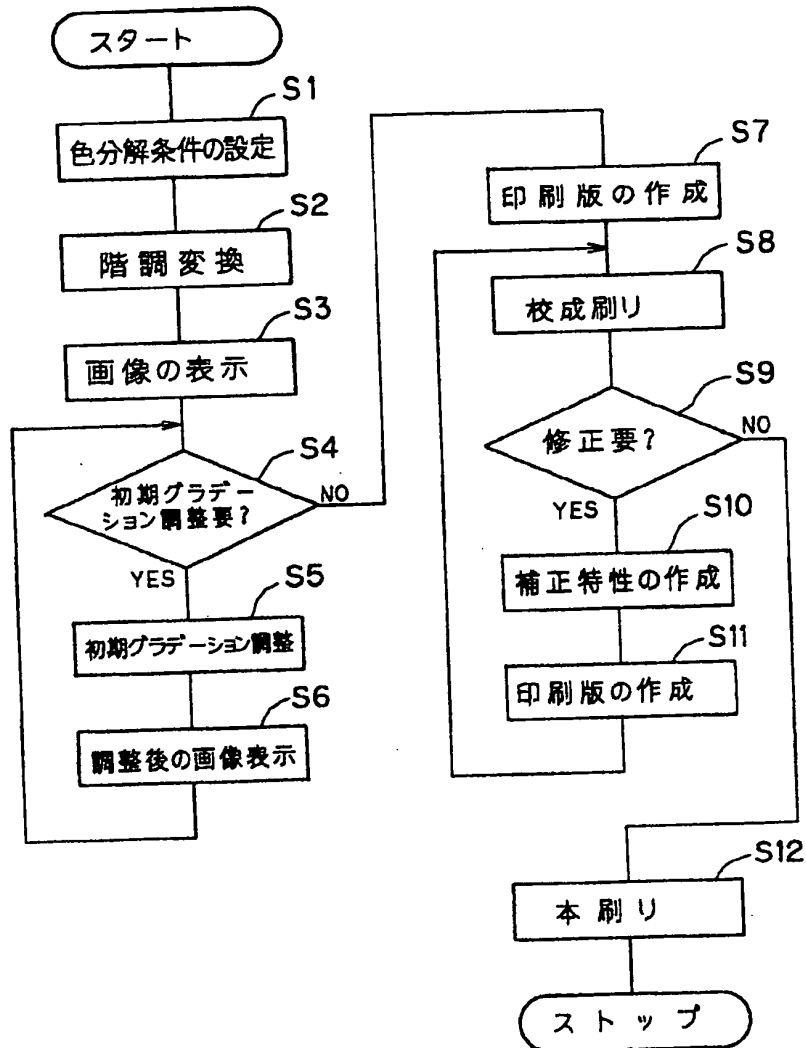 スタート
S1
色分解条件の設定
S2
階調変換
S3
画像の表示
S4
初期グラデー
ション調整要?
NO
YES
S5
初期グラデーション調整
S6
調整後の画像表示
S7
印刷版の作成
S8
校成刷り
S9
修正要?
NO
YES
S10
補正特性の作成
S11
印刷版の作成
S12
本刷り
ストップ